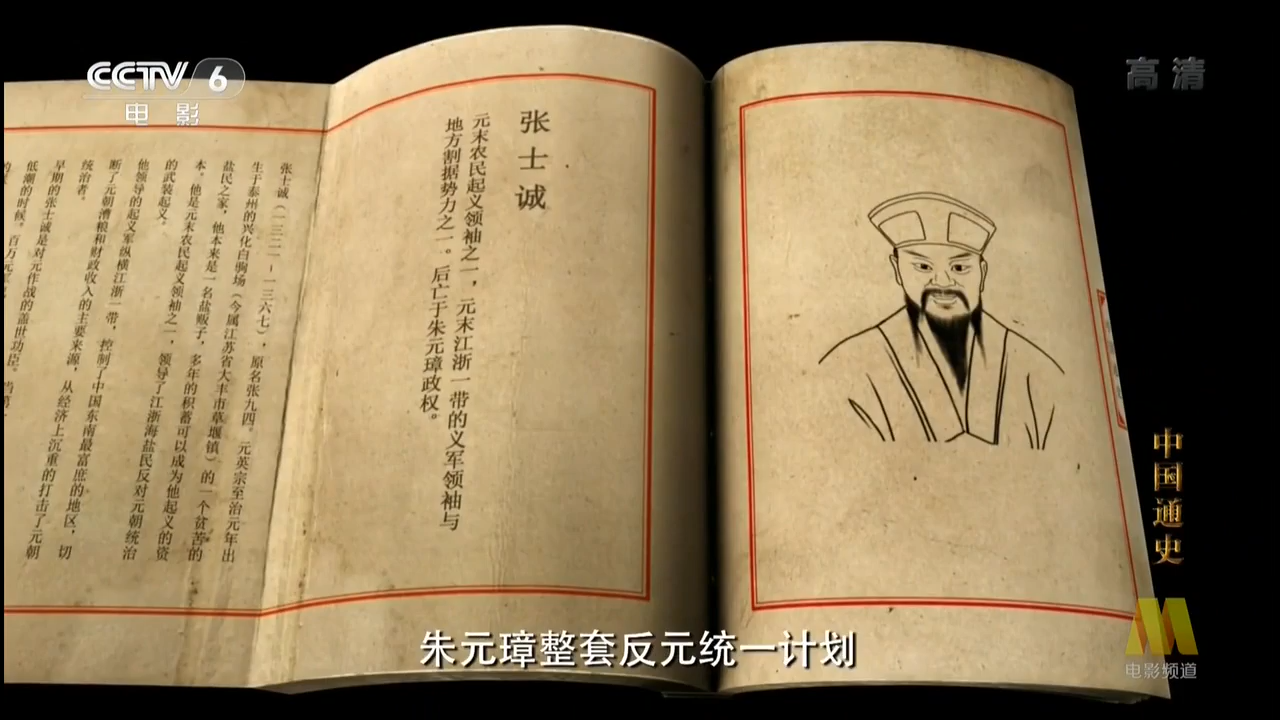 CCTV 6
电影
高清
张士诚
元末农民起义领袖之一，元末江浙一带的义军领袖与
地方割据势力之一。后亡于朱元璋政权。
张士诚（一三二一－一三六七），原名张九四。元英宗至治元年出
生于泰州的兴化白驹场（今属江苏省大丰市草堰镇）的一个贫苦的
盐民之家，他本来是一名盐贩子，多年的积蓄可以成为他起义的资
本。他是元末农民起义领袖之一，领导了江浙海盐民反对元朝统治
的武装起义。
他领导的起义军纵横江浙一带，控制了中国东南最富庶的地区，切
断了元朝漕粮和财政收入的主要来源，从经济上沉重的打击了元朝
统治者。
早期的张士诚是对元作战的盖世功臣。当第一
低潮的时候。百万元军
中国通史
朱元璋整套反元统一计划
电影频道